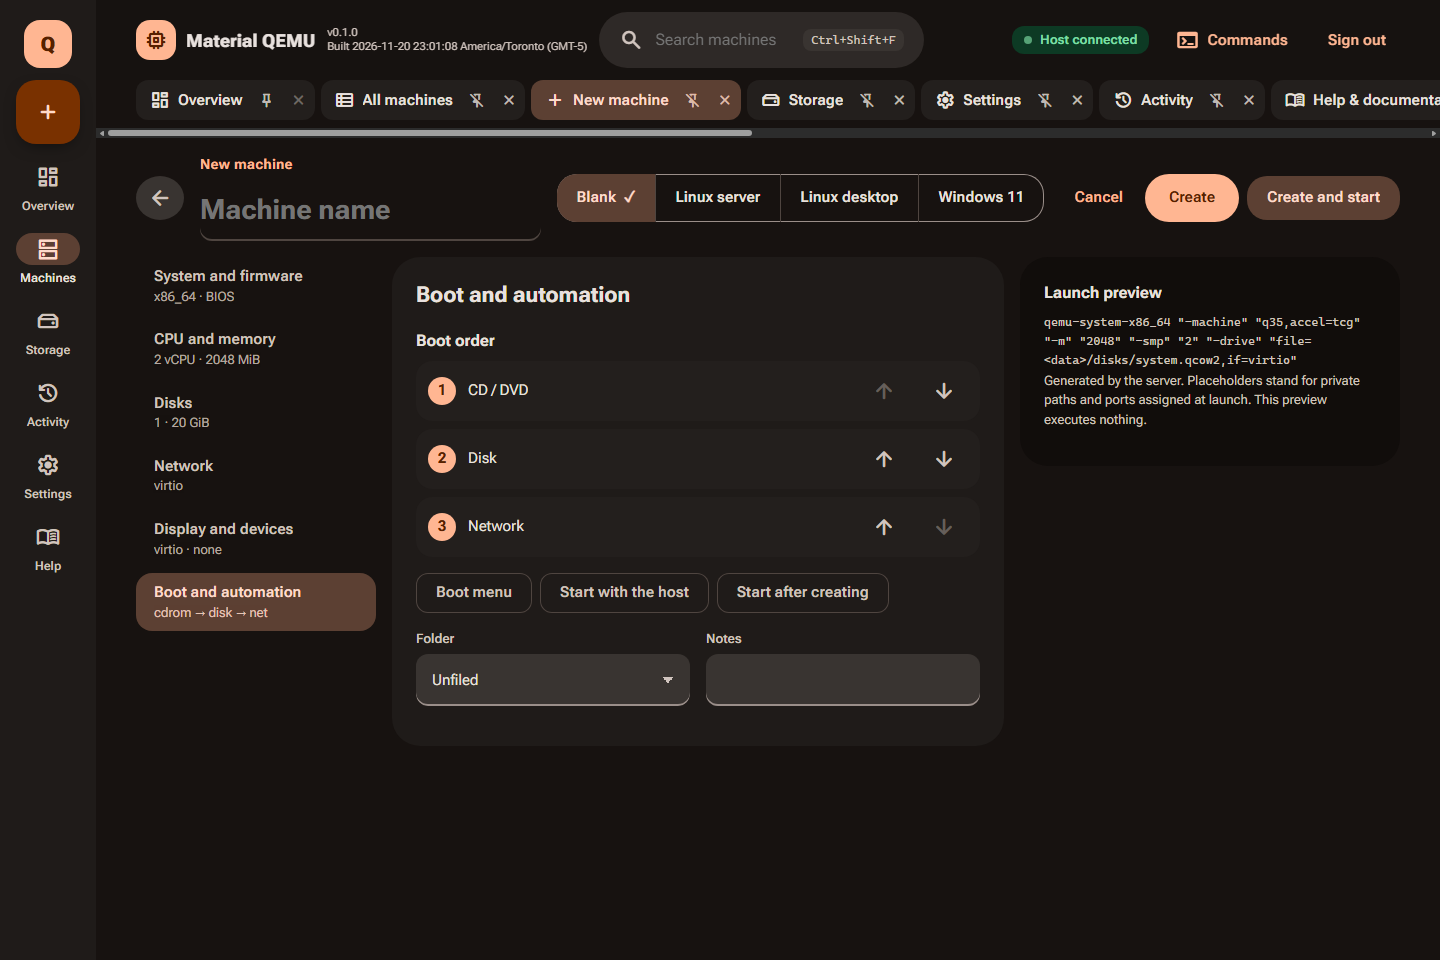 Q
Material QEMU
v0.1.0
Built 2026-11-20 23:01:08 America/Toronto (GMT-5)
Search machines
Ctrl+Shift+F
Host connected
Commands
Sign out
Overview
All machines
New machine
Storage
Settings
Activity
Help & documenta
Overview
Machines
Storage
Activity
Settings
Help
New machine
Machine name
Blank ✓
Linux server
Linux desktop
Windows 11
Cancel
Create
Create and start
System and firmware
x86_64 · BIOS
CPU and memory
2 vCPU · 2048 MiB
Disks
1 · 20 GiB
Network
virtio
Display and devices
virtio · none
Boot and automation
cdrom → disk → net
Boot and automation
Boot order
1 CD / DVD
2 Disk
3 Network
Boot menu
Start with the host
Start after creating
Folder
Unfiled
Notes
Launch preview
qemu-system-x86_64 "-machine" "q35,accel=tcg"
"-m" "2048" "-smp" "2" "-drive" "file=
<data>/disks/system.qcow2,if=virtio"
Generated by the server. Placeholders stand for private
paths and ports assigned at launch. This preview
executes nothing.